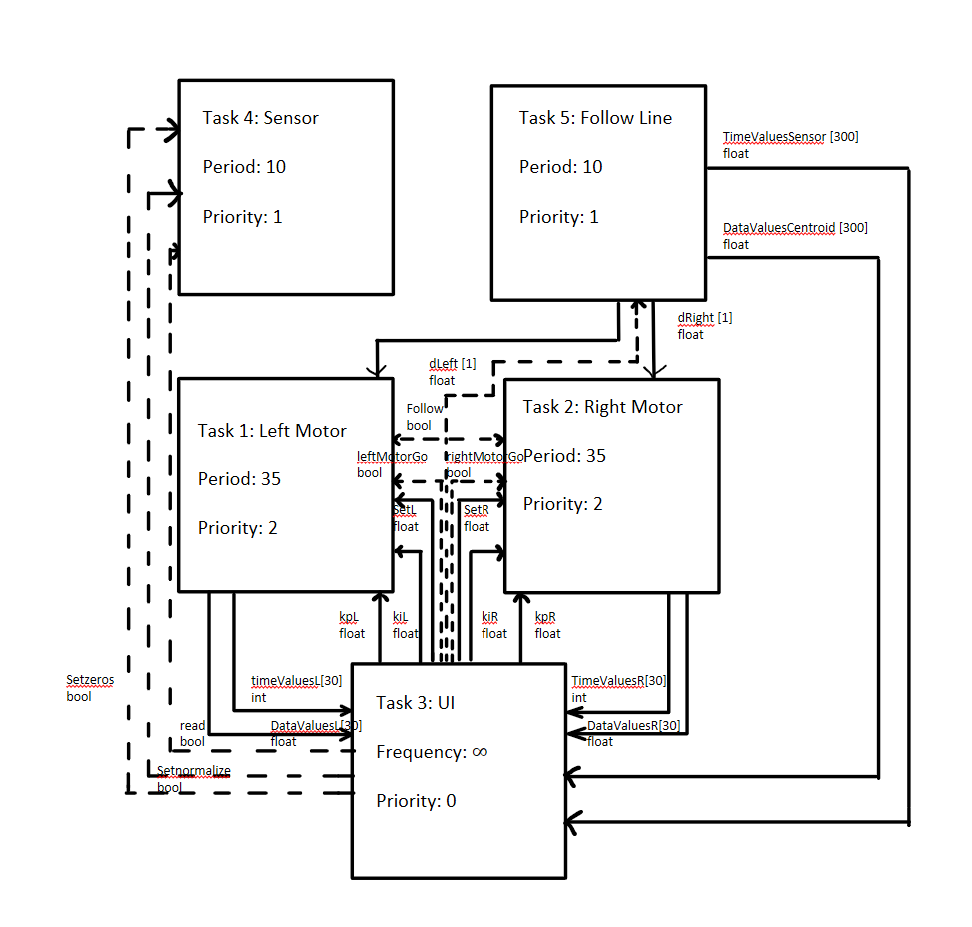 Task 4: Sensor
Period: 10
Priority: 1
Task 5: Follow Line
Period: 10
Priority: 1
TimeValuesSensor [300]
float
DataValuesCentroid [300]
float
dRight [1]
float
dLeft [1]
float
Follow
bool
leftMotorGo
bool
rightMotorGo
bool
Task 1: Left Motor
Period: 35
Priority: 2
Task 2: Right Motor
Period: 35
Priority: 2
SetL
float
SetR
float
kpL
float
kiL
float
kiR
float
kpR
float
Setzeros
bool
timeValuesL[30]
int
TimeValuesR[30]
int
read
bool
DataValuesL[30]
float
DataValuesR[30]
float
Setnormalize
bool
Task 3: UI
Frequency: ∞
Priority: 0